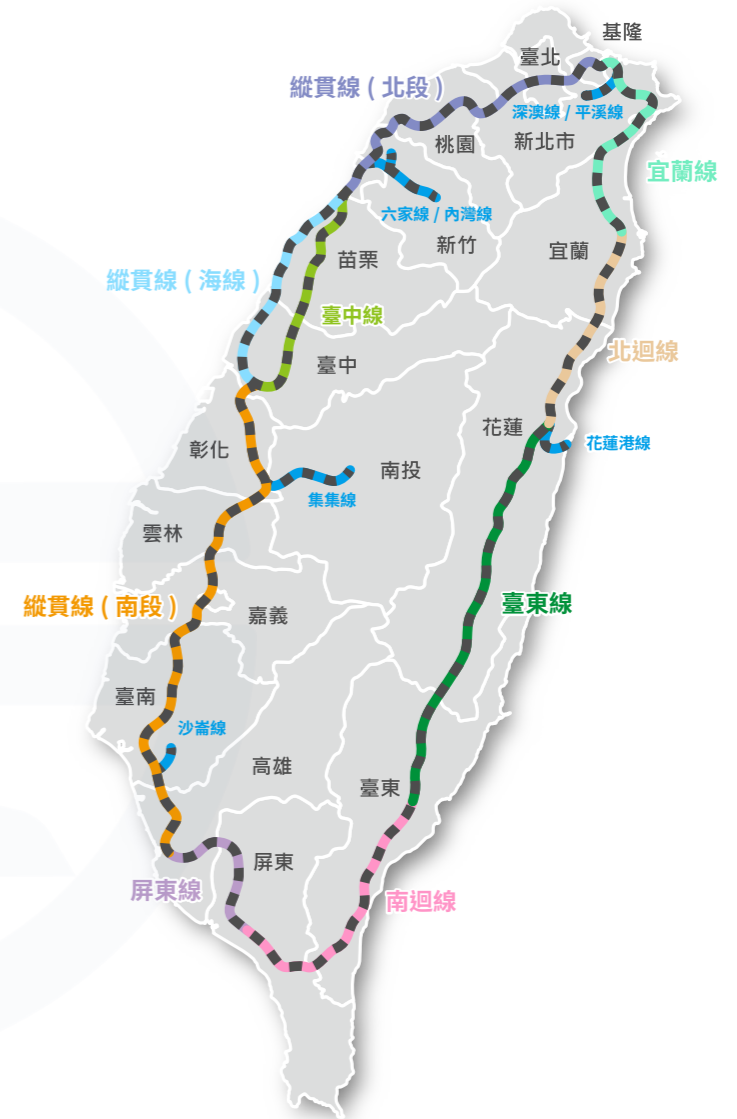 基隆
臺北
縱貫線 ( 北段 )
深澳線 / 平溪線
桃園
新北市
宜蘭線
六家線 / 內灣線
新竹
苗栗
宜蘭
縱貫線 ( 海線 )
臺中線
北迴線
臺中
花蓮
花蓮港線
彰化
南投
集集線
雲林
縱貫線 ( 南段 )
臺東線
嘉義
臺南
沙崙線
高雄
臺東
屏東
屏東線
南迴線